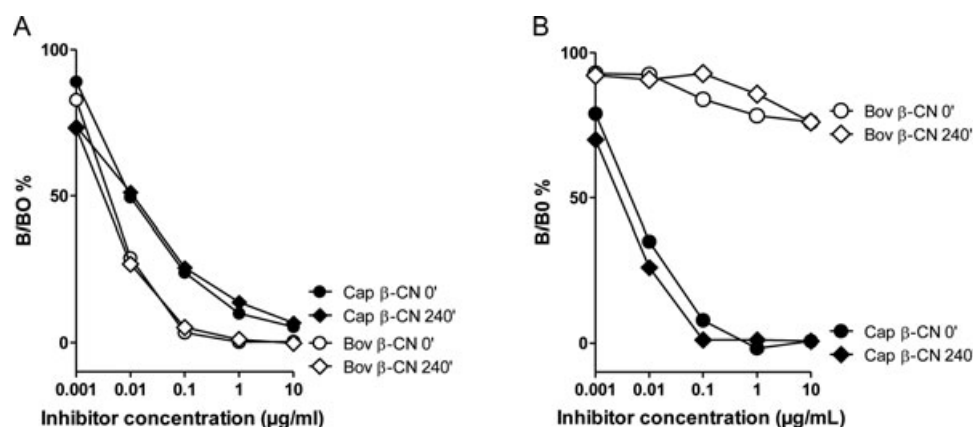 A
B/BO %
100
50
0
0.001 0.01 0.1 1 10
Inhibitor concentration (µg/ml)
Cap β-CN 0'
Cap β-CN 240'
Bov β-CN 0'
Bov β-CN 240'
B
B/B0 %
100
50
0
0.001 0.01 0.1 1 10
Inhibitor concentration (µg/mL)
Bov β-CN 0'
Bov β-CN 240'
Cap β-CN 0'
Cap β-CN 240